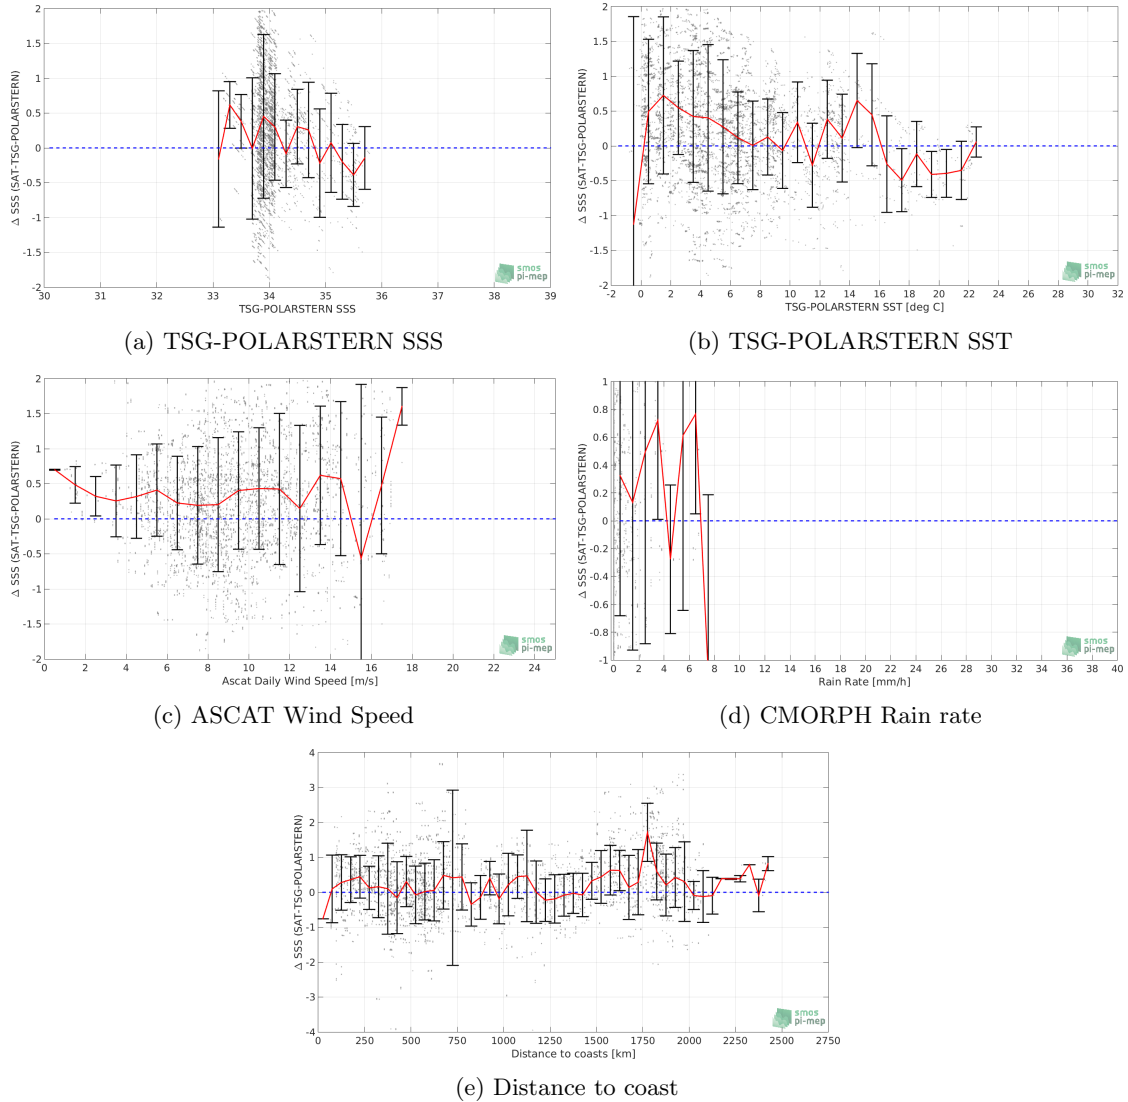 Δ SSS (SAT-TSG-POLARSTERN)
2
1.5
1
0.5
0
-0.5
-1
-1.5
-2
30 31 32 33 34 35 36 37 38 39
TSG-POLARSTERN SSS
smos
pi-mep
(a) TSG-POLARSTERN SSS
Δ SSS (SAT-TSG-POLARSTERN)
2
1.5
1
0.5
0
-0.5
-1
-1.5
-2
-2 0 2 4 6 8 10 12 14 16 18 20 22 24 26 28 30 32
TSG-POLARSTERN SST [deg C]
smos
pi-mep
(b) TSG-POLARSTERN SST
Δ SSS (SAT-TSG-POLARSTERN)
2
1.5
1
0.5
0
-0.5
-1
-1.5
-2
0 2 4 6 8 10 12 14 16 18 20 22 24
Ascat Daily Wind Speed [m/s]
smos
pi-mep
(c) ASCAT Wind Speed
Δ SSS (SAT-TSG-POLARSTERN)
1
0.8
0.6
0.4
0.2
0
-0.2
-0.4
-0.6
-0.8
-1
0 2 4 6 8 10 12 14 16 18 20 22 24 26 28 30 32 34 36 38 40
Rain Rate [mm/h]
smos
pi-mep
(d) CMORPH Rain rate
Δ SSS (SAT-TSG-POLARSTERN)
4
3
2
1
0
-1
-2
-3
-4
0 250 500 750 1000 1250 1500 1750 2000 2250 2500 2750
Distance to coasts [km]
smos
pi-mep
(e) Distance to coast